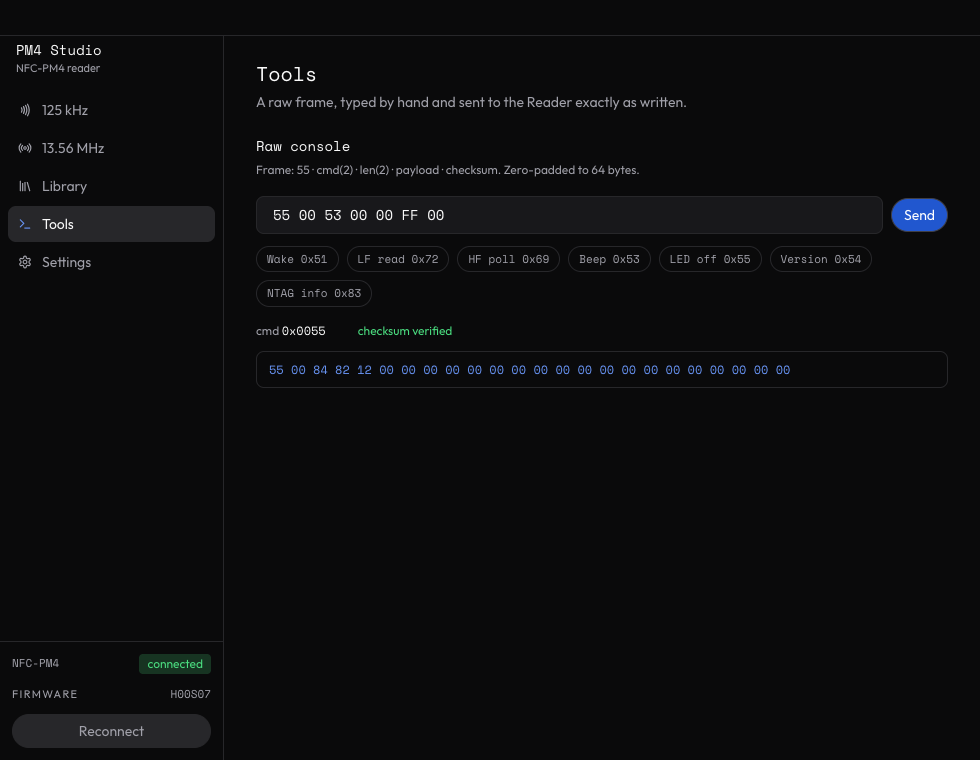 PM4 Studio
NFC-PM4 reader
125 kHz
13.56 MHz
Library
Tools
Settings
NFC-PM4 connected
FIRMWARE H00S07
Reconnect
Tools
A raw frame, typed by hand and sent to the Reader exactly as written.
Raw console
Frame: 55 · cmd(2) · len(2) · payload · checksum. Zero-padded to 64 bytes.
55 00 53 00 00 FF 00 Send
Wake 0x51 LF read 0x72 HF poll 0x69 Beep 0x53 LED off 0x55 Version 0x54
NTAG info 0x83
cmd 0x0055 checksum verified
55 00 84 82 12 00 00 00 00 00 00 00 00 00 00 00 00 00 00 00 00 00 00 00